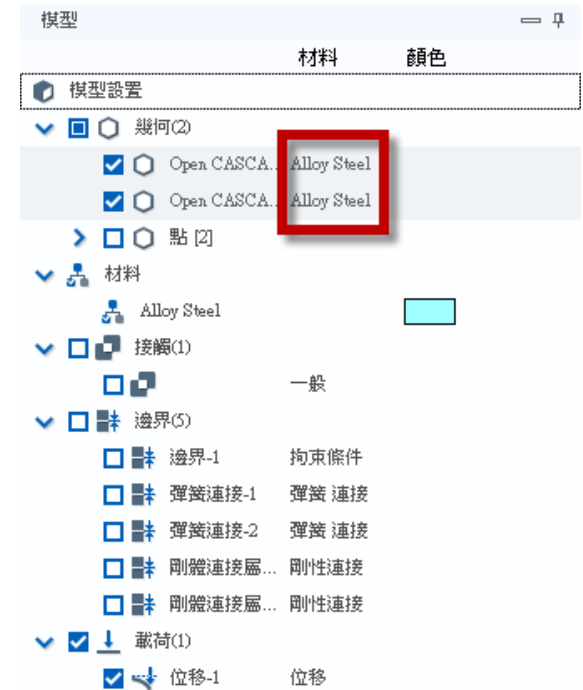 模型
材料 顏色
模型設置
幾何(2)
Open CASCA... Alloy Steel
Open CASCA... Alloy Steel
點 [2]
材料
Alloy Steel
接觸(1)
一般
邊界(5)
邊界-1 拘束條件
彈簧連接-1 彈簧 連接
彈簧連接-2 彈簧 連接
剛體連接層... 剛性連接
剛體連接層... 剛性連接
載荷(1)
位移-1 位移